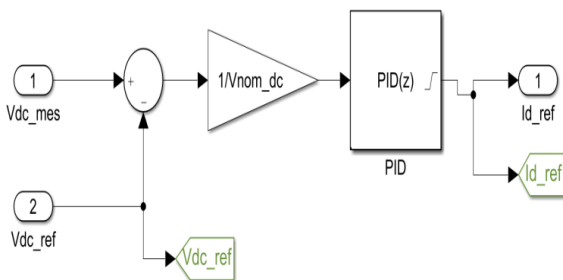 1
Vdc_mes
+
−
1/Vnom_dc
PID(z)
PID
1
Id_ref
Id_ref
2
Vdc_ref
Vdc_ref